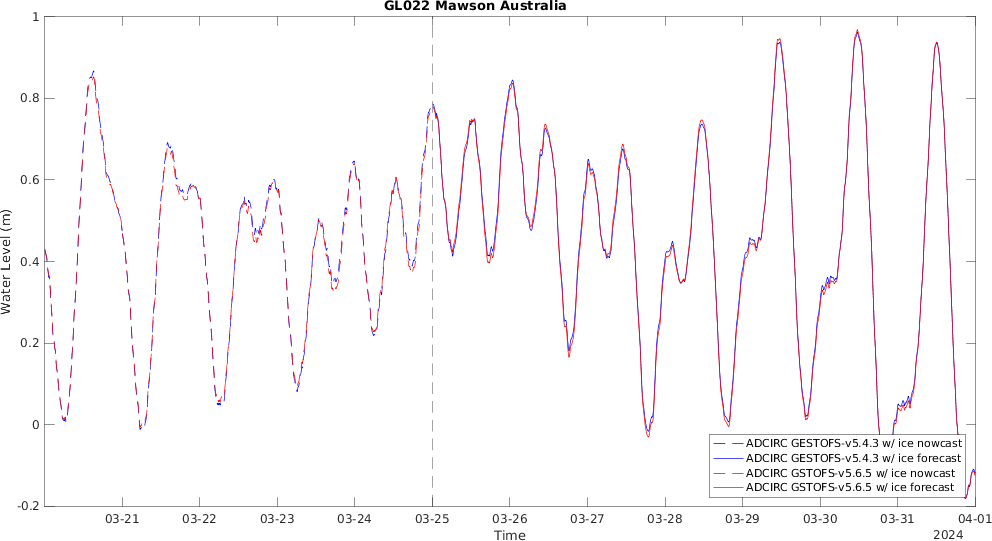 GL022 Mawson Australia
1
0.8
0.6
0.4
0.2
0
-0.2
Water Level (m)
03-21 03-22 03-23 03-24 03-25 03-26 03-27 03-28 03-29 03-30 03-31 04-01
Time
2024
ADCIRC GESTOFS-v5.4.3 w/ ice nowcast
ADCIRC GESTOFS-v5.4.3 w/ ice forecast
ADCIRC GSTOFS-v5.6.5 w/ ice nowcast
ADCIRC GSTOFS-v5.6.5 w/ ice forecast